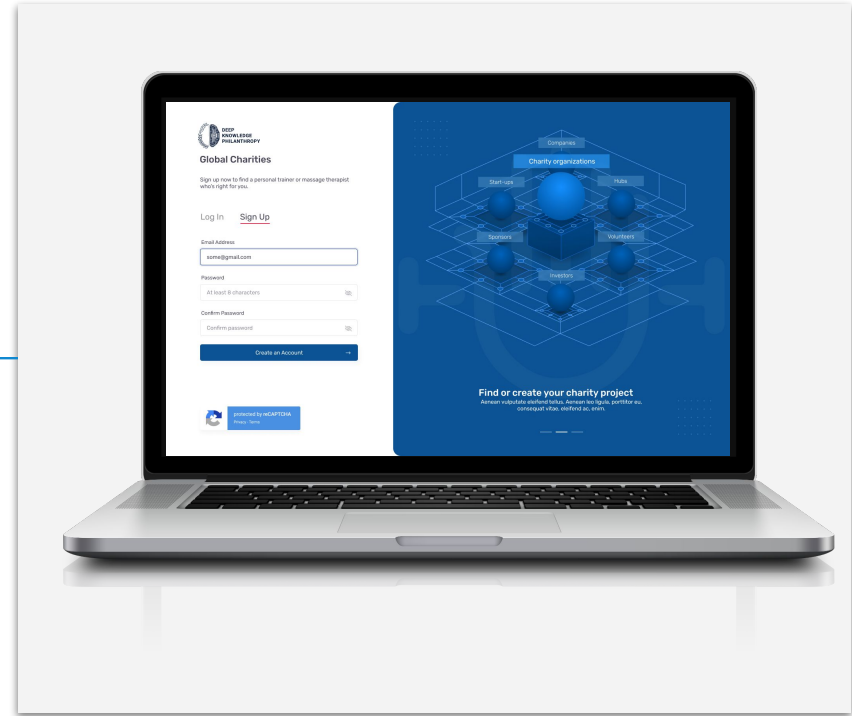 DEEP
KNOWLEDGE
PHILANTHROPY
Global Charities
Sign up now to find a personal trainer or massage therapist
who's right for you.
Log In Sign Up
Email Address
some@gmail.com
Password
At least 8 characters
Confirm Password
Confirm password
Create an Account →
protected by reCAPTCHA
Privacy - Terms
Companies
Charity organizations
Start-ups
Hubs
Sponsors
Volunteers
Investors
Find or create your charity project
Aenean vulputate eleifend tellus. Aenean leo ligula, porttitor eu,
consequat vitae, eleifend ac, enim.